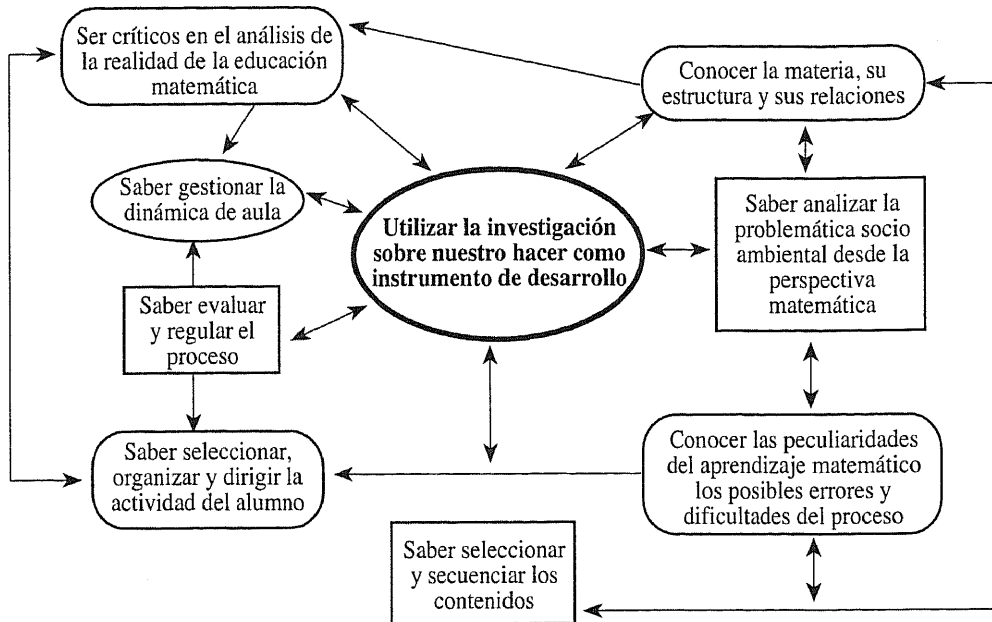 Ser críticos en el análisis de
la realidad de la educación
matemática
Conocer la materia, su
estructura y sus relaciones
Saber gestionar la
dinámica de aula
Utilizar la investigación
sobre nuestro hacer como
instrumento de desarrollo
Saber analizar la
problemática socio
ambiental desde la
perspectiva
matemática
Saber evaluar
y regular el
proceso
Saber seleccionar,
organizar y dirigir la
actividad del alumno
Conocer las peculiaridades
del aprendizaje matemático
los posibles errores y
dificultades del proceso
Saber seleccionar
y secuenciar los
contenidos